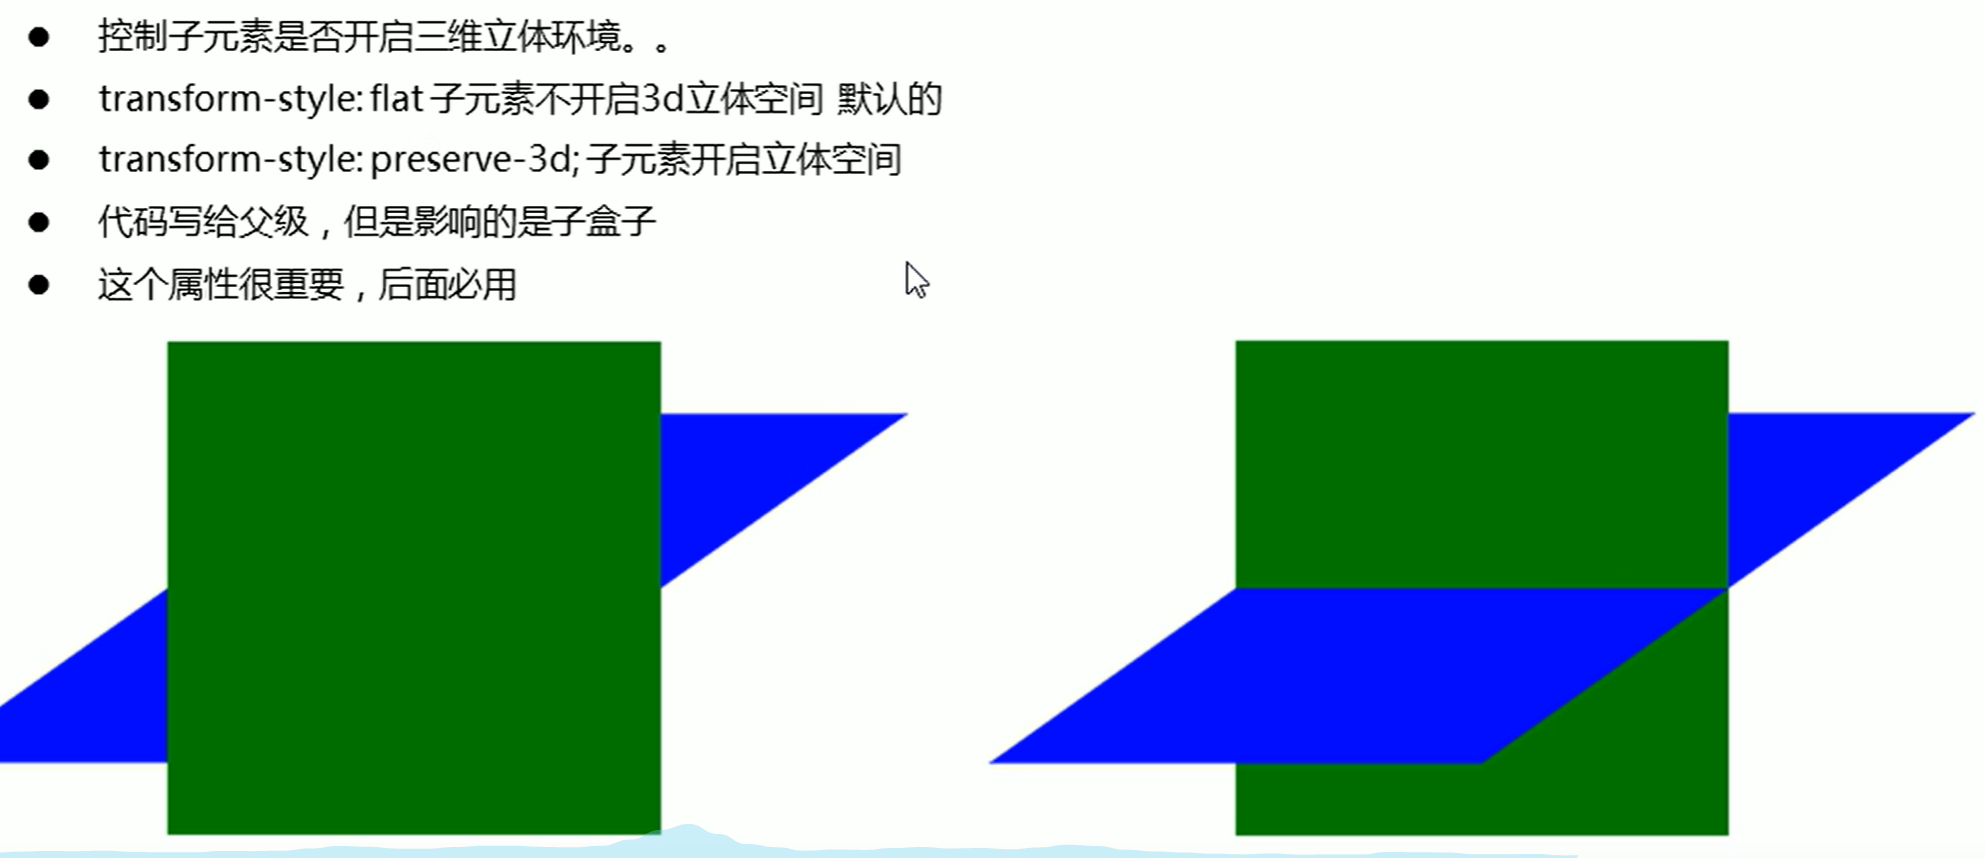 ● 控制子元素是否开启三维立体环境。。
● transform-style: flat 子元素不开启3d立体空间 默认的
● transform-style: preserve-3d; 子元素开启立体空间
● 代码写给父级，但是影响的是子盒子
● 这个属性很重要，后面必用